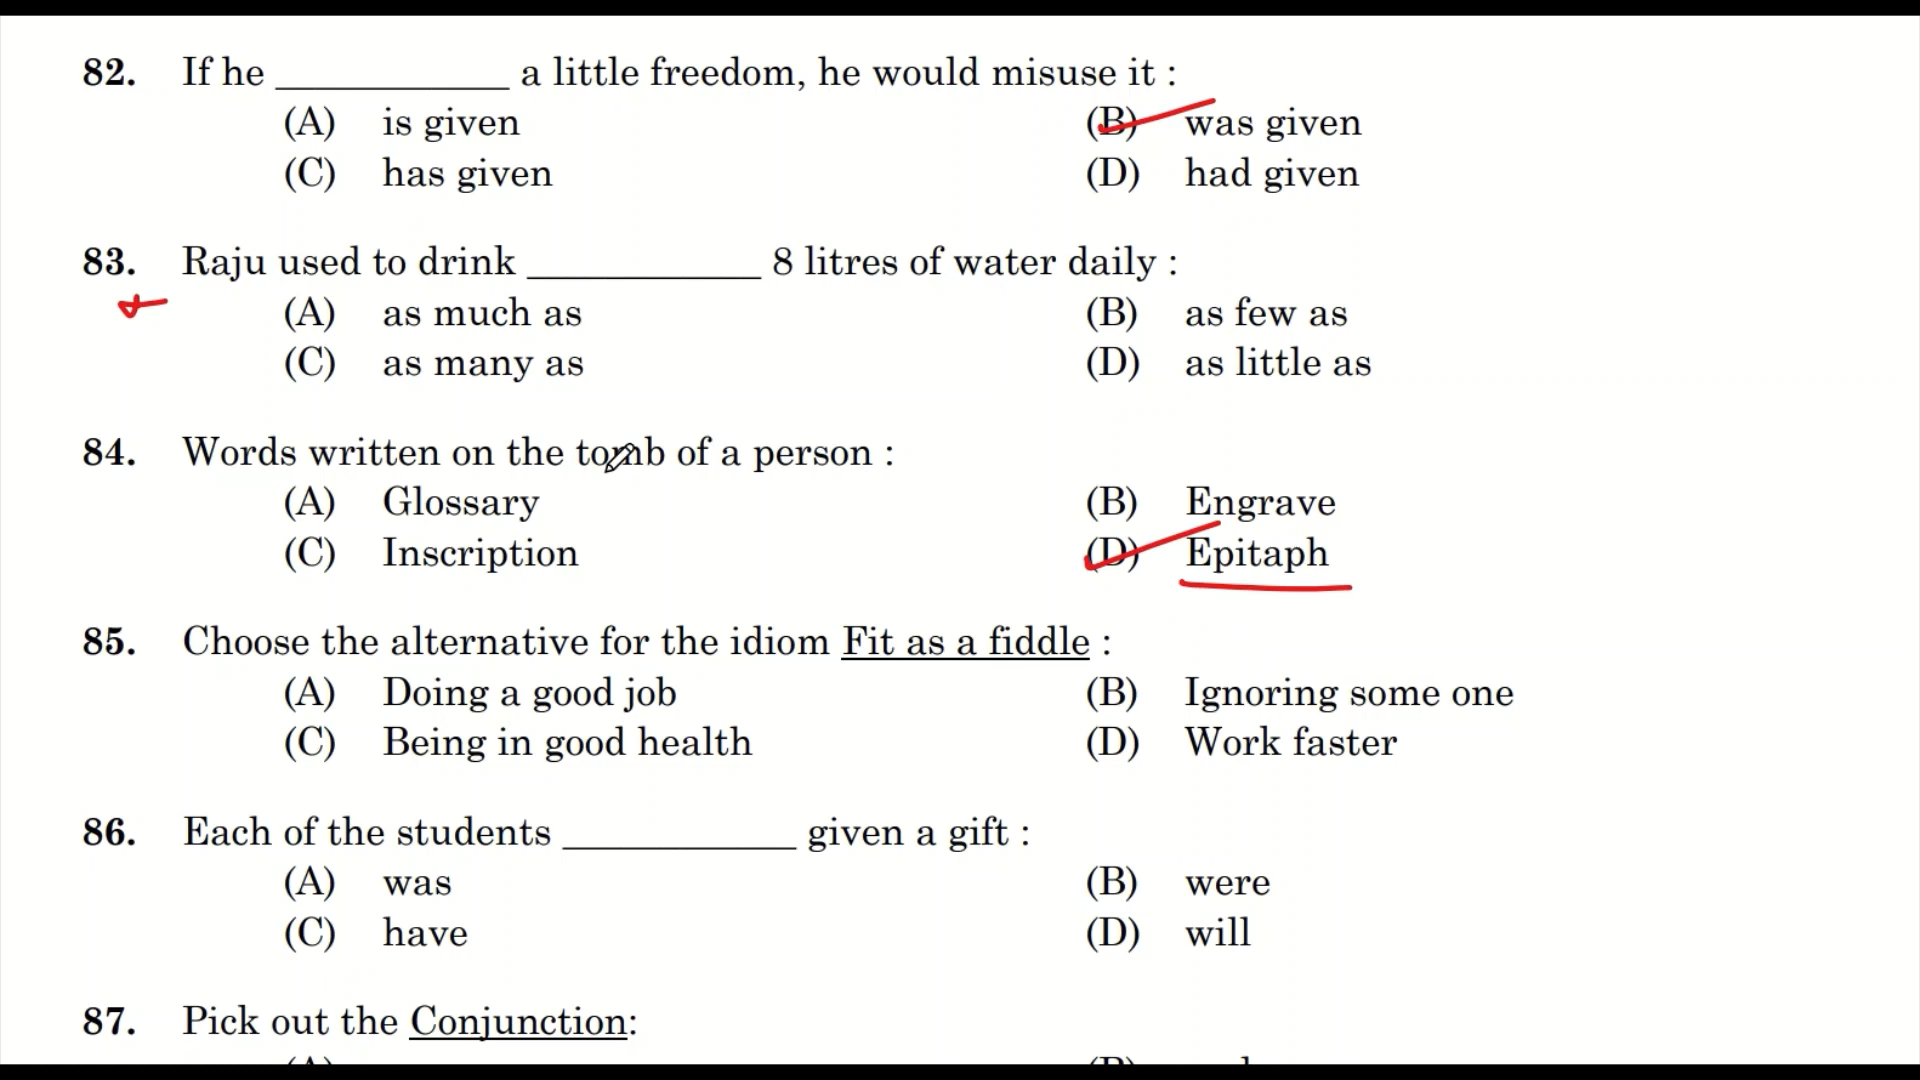 82. If he ____________ a little freedom, he would misuse it :
(A) is given (B) was given
(C) has given (D) had given
83. Raju used to drink ____________ 8 litres of water daily :
(A) as much as (B) as few as
(C) as many as (D) as little as
84. Words written on the tomb of a person :
(A) Glossary (B) Engrave
(C) Inscription (D) Epitaph
85. Choose the alternative for the idiom Fit as a fiddle :
(A) Doing a good job (B) Ignoring some one
(C) Being in good health (D) Work faster
86. Each of the students ____________ given a gift :
(A) was (B) were
(C) have (D) will
87. Pick out the Conjunction: